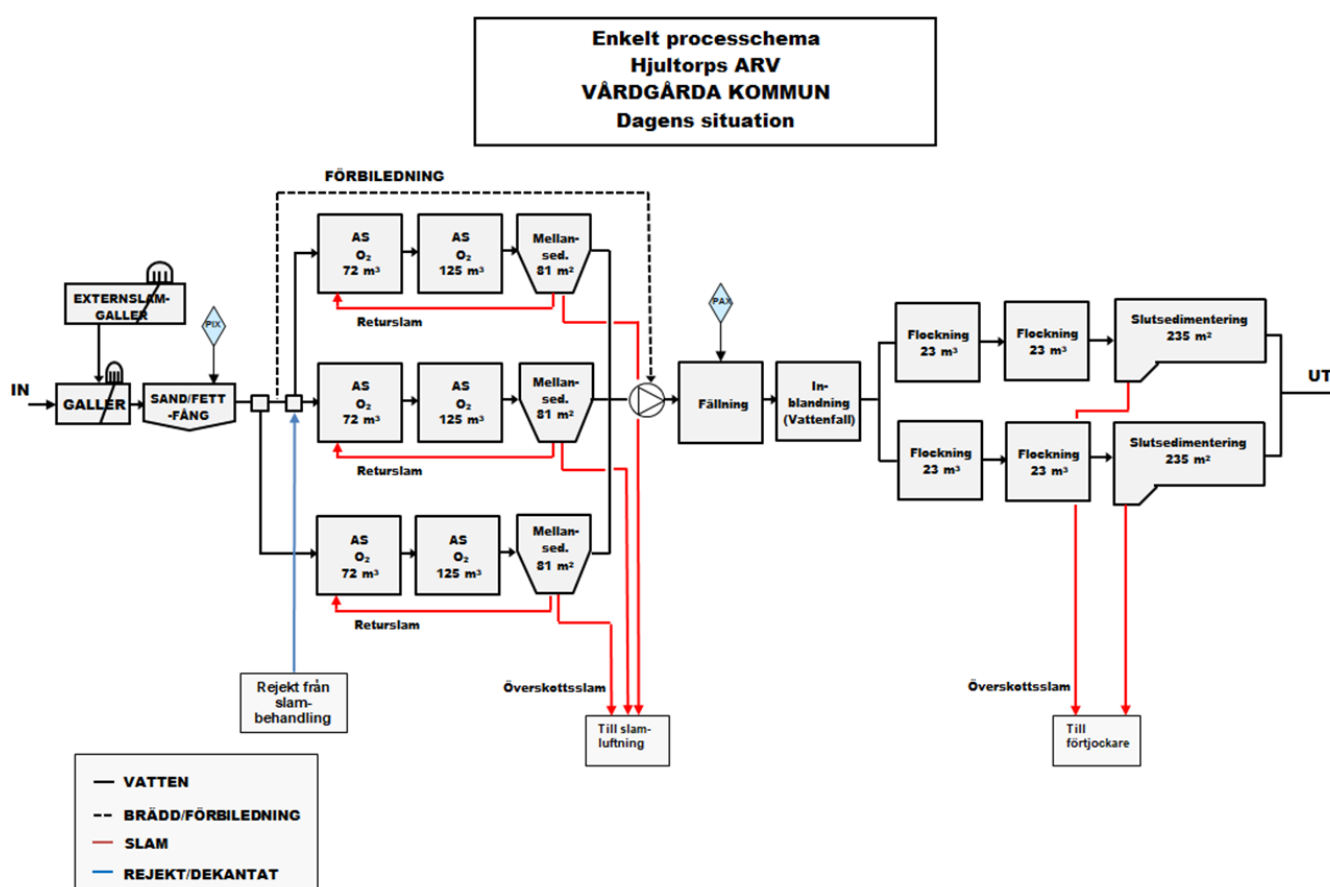 Enkelt processchema
Hjultorps ARV
VÅRDGÅRDA KOMMUN
Dagens situation
FÖRBILEDNING
AS
O₂
72 m³
AS
O₂
125 m³
Mellan-
sed.
81 m²
Returslam
EXTERNSLAM-
GALLER
PIX
IN
GALLER
SAND/FETT
-FÅNG
AS
O₂
72 m³
AS
O₂
125 m³
Mellan-
sed.
81 m²
Returslam
AS
O₂
72 m³
AS
O₂
125 m³
Mellan-
sed.
81 m²
Returslam
PAX
Fällning
In-
blandning
(Vattenfall)
Flockning
23 m³
Flockning
23 m³
Slutsedimentering
235 m²
UT
Flockning
23 m³
Flockning
23 m³
Slutsedimentering
235 m²
Rejekt från
slam-
behandling
Överskottsslam
Till slam-
luftning
Överskottsslam
Till
förtjockare
VATTEN
BRÄDD/FÖRBILEDNING
SLAM
REJEKT/DEKANTAT